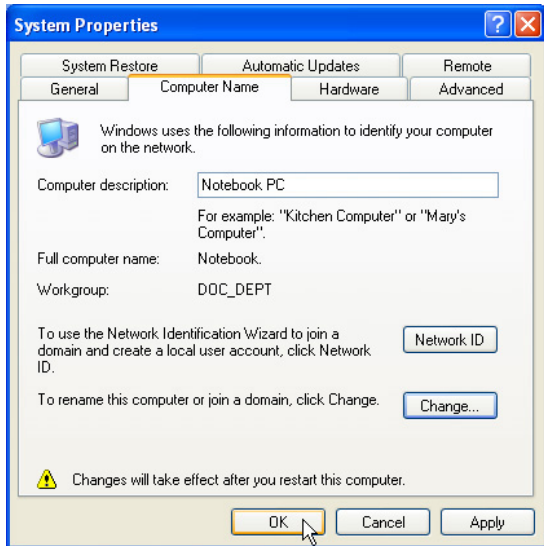 System Properties
System Restore Automatic Updates Remote
General Computer Name Hardware Advanced
Windows uses the following information to identify your computer
on the network.
Computer description: Notebook PC
For example: "Kitchen Computer" or "Mary's
Computer".
Full computer name: Notebook.
Workgroup: DOC_DEPT
To use the Network Identification Wizard to join a
domain and create a local user account, click Network
ID.
Network ID
To rename this computer or join a domain, click Change.
Change...
Changes will take effect after you restart this computer.
OK Cancel Apply